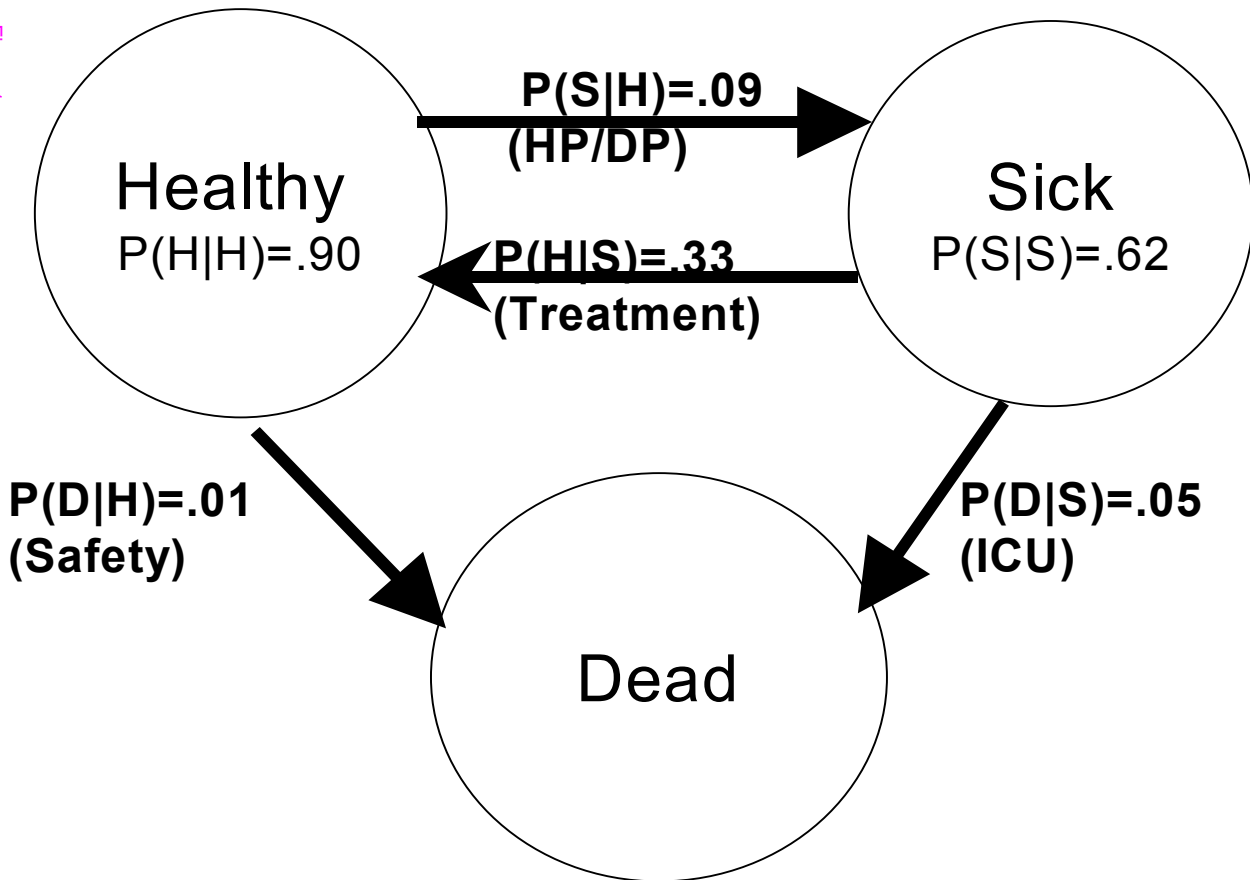 P(S|H)=.09
(HP/DP)
Healthy
P(H|H)=.90
Sick
P(S|S)=.62
P(H|S)=.33
(Treatment)
P(D|H)=.01
(Safety)
P(D|S)=.05
(ICU)
Dead